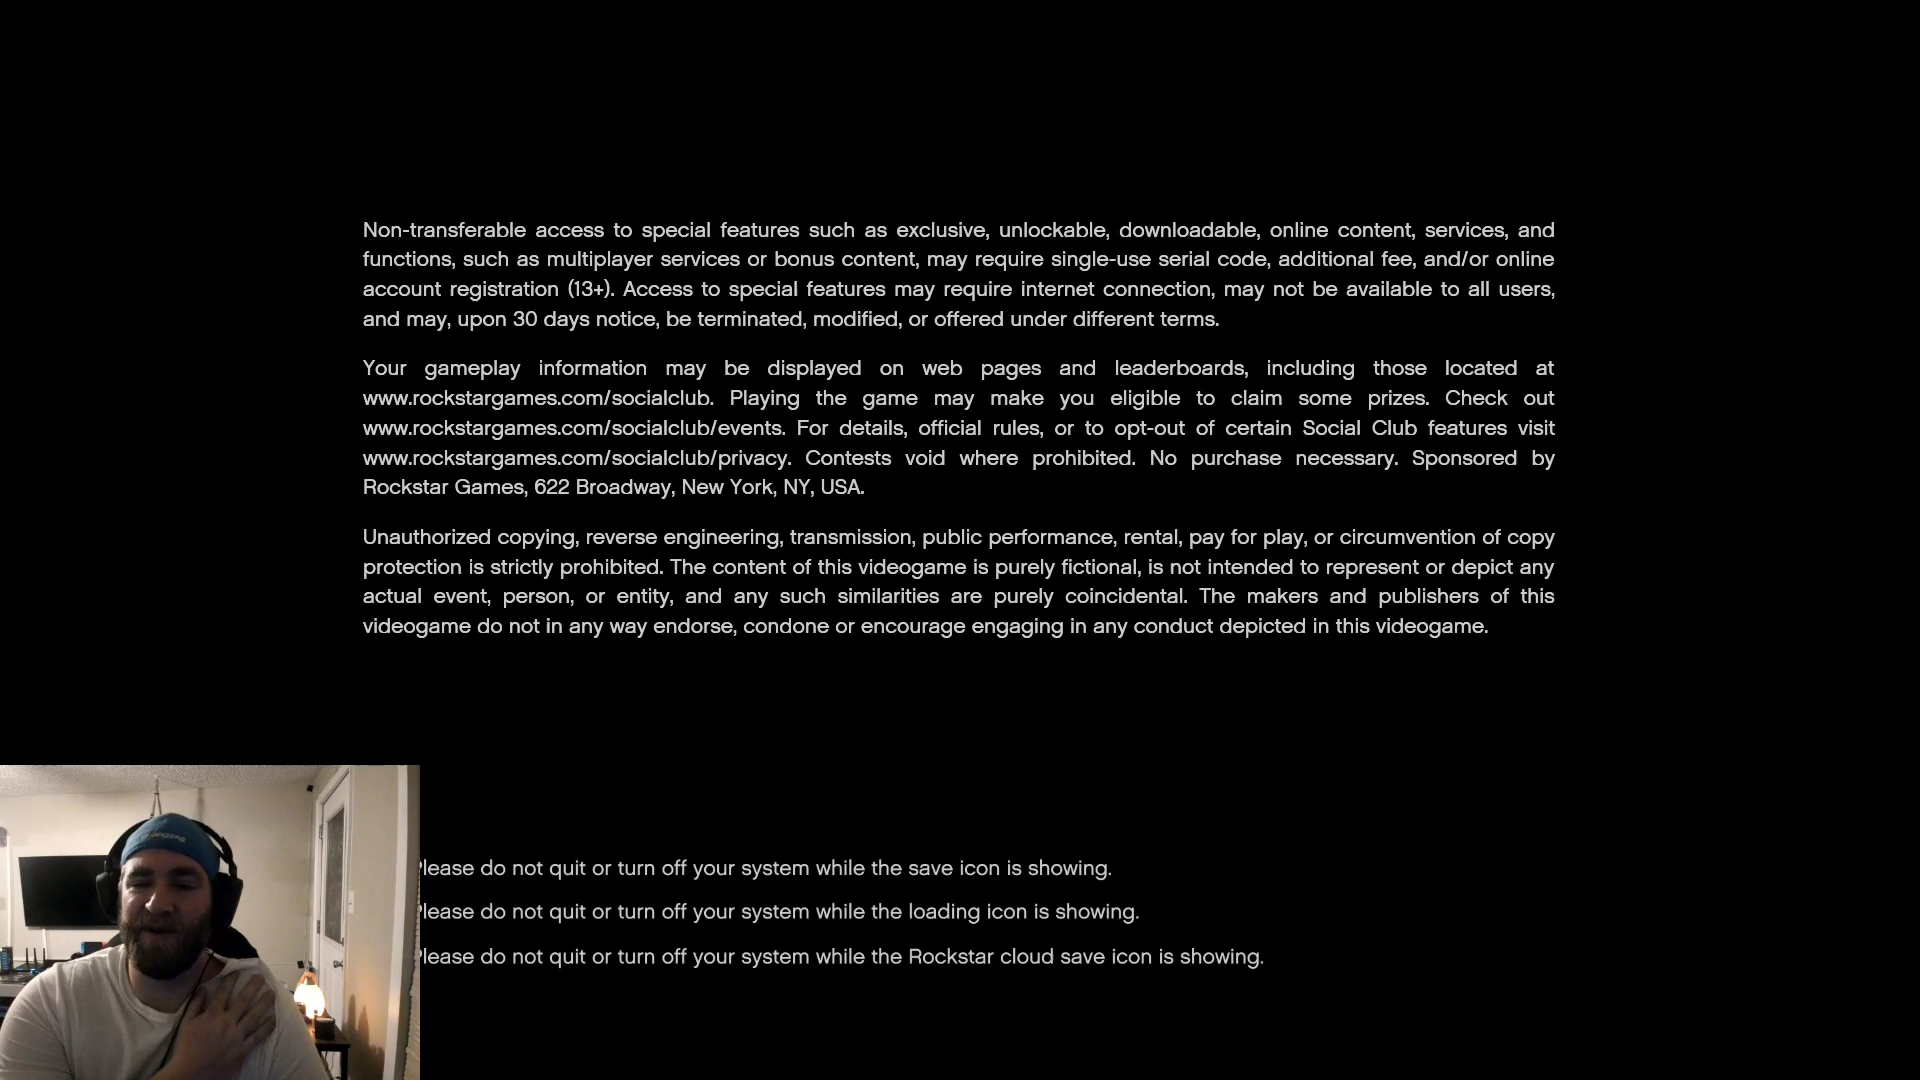 Non-transferable access to special features such as exclusive, unlockable, downloadable, online content, services, and
functions, such as multiplayer services or bonus content, may require single-use serial code, additional fee, and/or online
account registration (13+). Access to special features may require internet connection, may not be available to all users,
and may, upon 30 days notice, be terminated, modified, or offered under different terms.
Your gameplay information may be displayed on web pages and leaderboards, including those located at
www.rockstargames.com/socialclub. Playing the game may make you eligible to claim some prizes. Check out
www.rockstargames.com/socialclub/events. For details, official rules, or to opt-out of certain Social Club features visit
www.rockstargames.com/socialclub/privacy. Contests void where prohibited. No purchase necessary. Sponsored by
Rockstar Games, 622 Broadway, New York, NY, USA.
Unauthorized copying, reverse engineering, transmission, public performance, rental, pay for play, or circumvention of copy
protection is strictly prohibited. The content of this videogame is purely fictional, is not intended to represent or depict any
actual event, person, or entity, and any such similarities are purely coincidental. The makers and publishers of this
videogame do not in any way endorse, condone or encourage engaging in any conduct depicted in this videogame.
Please do not quit or turn off your system while the save icon is showing.
Please do not quit or turn off your system while the loading icon is showing.
Please do not quit or turn off your system while the Rockstar cloud save icon is showing.